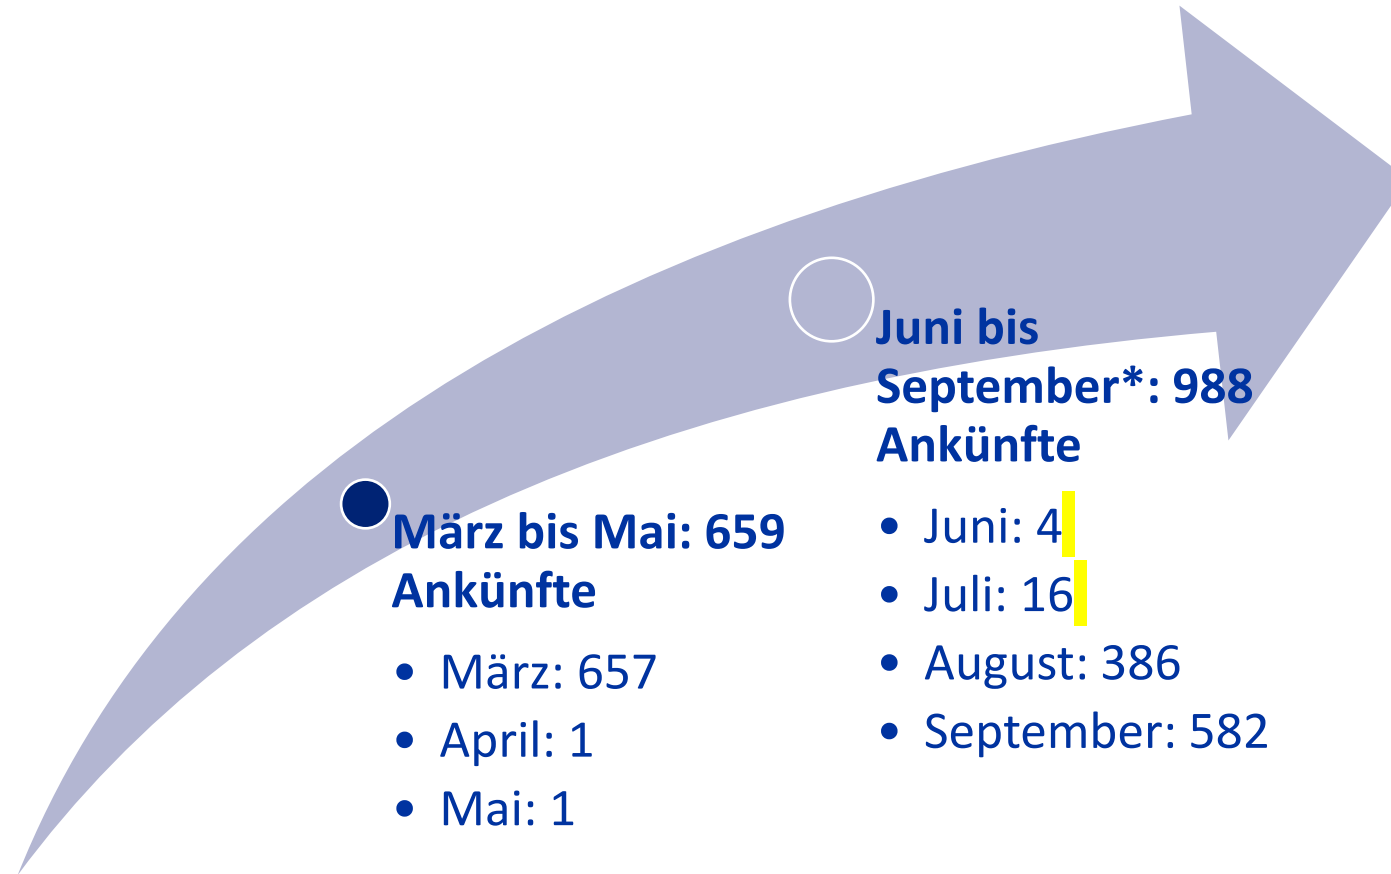 März bis Mai: 659
Ankünfte
• März: 657
• April: 1
• Mai: 1
Juni bis
September*: 988
Ankünfte
• Juni: 4
• Juli: 16
• August: 386
• September: 582